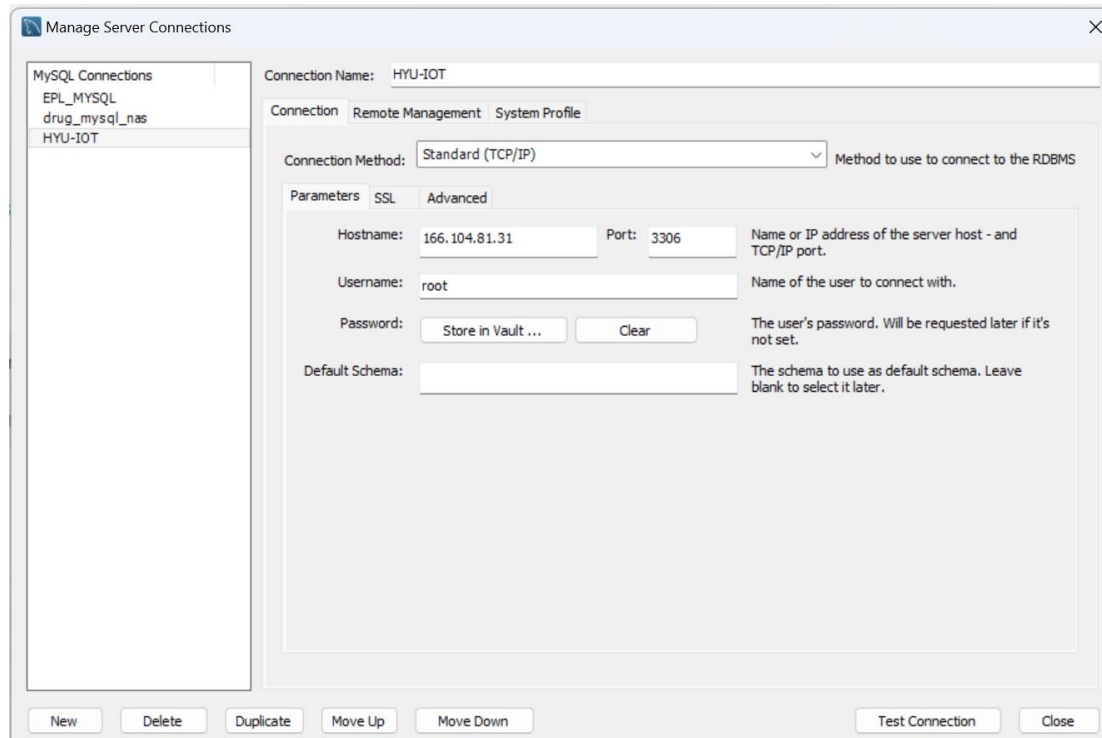 Manage Server Connections
MySQL Connections
EPL_MYSQL
drug_mysql_nas
HYU-IOT
Connection Name: HYU-IOT
Connection Remote Management System Profile
Connection Method: Standard (TCP/IP) Method to use to connect to the RDBMS
Parameters SSL Advanced
Hostname: 166.104.81.31 Port: 3306 Name or IP address of the server host - and
TCP/IP port.
Username: root Name of the user to connect with.
Password: Store in Vault ... Clear The user's password. Will be requested later if it's
not set.
Default Schema: The schema to use as default schema. Leave
blank to select it later.
New Delete Duplicate Move Up Move Down Test Connection Close